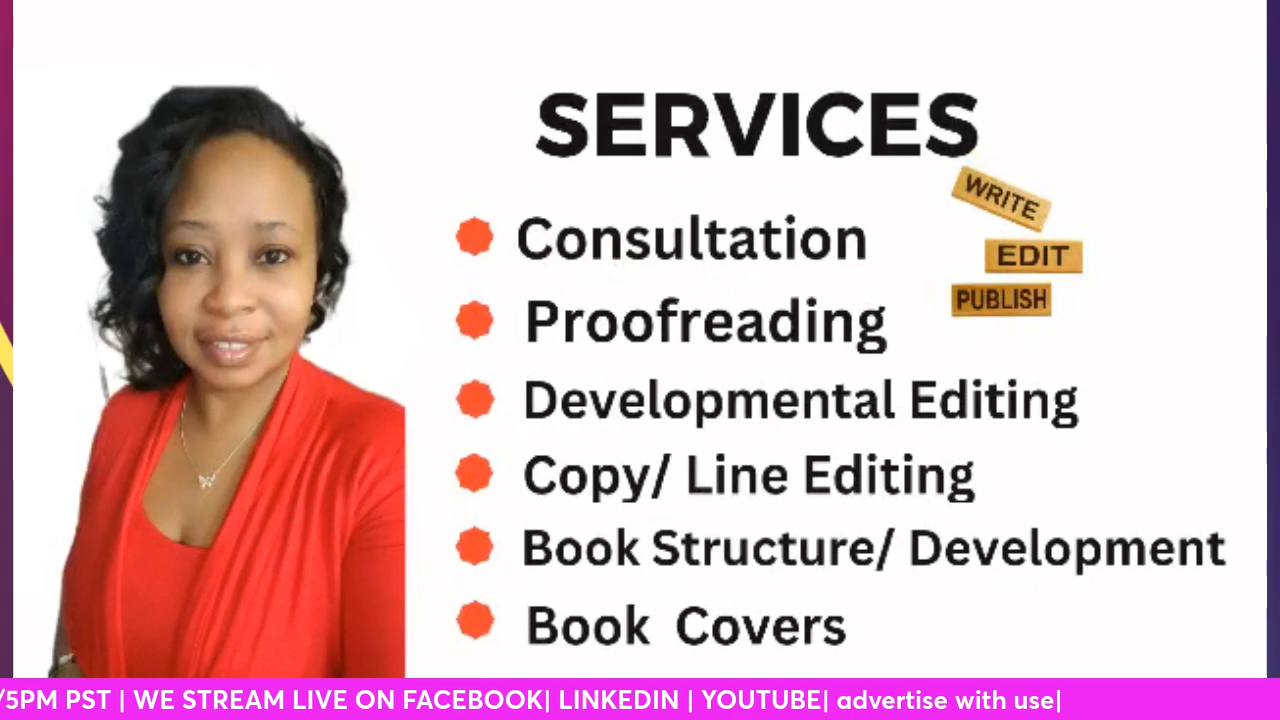 SERVICES
WRITE
Consultation
EDIT
PUBLISH
Proofreading
Developmental Editing
Copy/ Line Editing
Book Structure/ Development
Book Covers
/5PM PST | WE STREAM LIVE ON FACEBOOK| LINKEDIN | YOUTUBE| advertise with use|